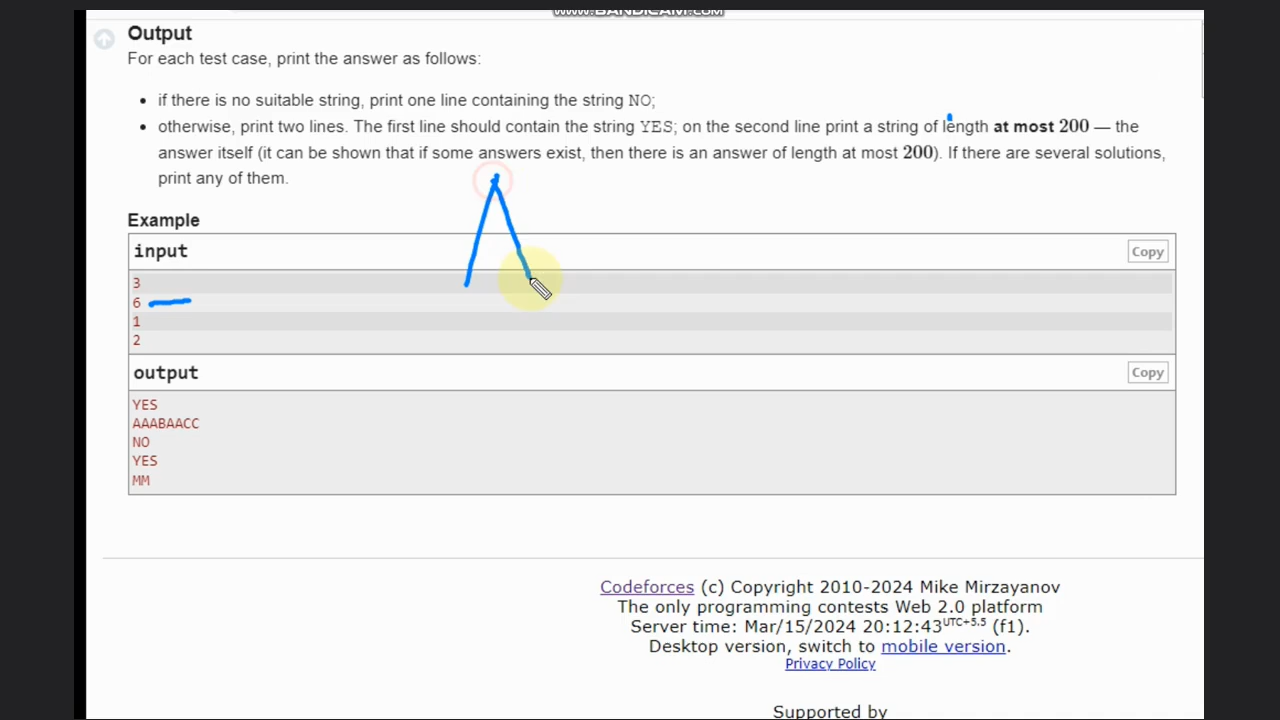 www.BANDICAM.com
Output
For each test case, print the answer as follows:
• if there is no suitable string, print one line containing the string NO;
• otherwise, print two lines. The first line should contain the string YES; on the second line print a string of length at most 200 — the
answer itself (it can be shown that if some answers exist, then there is an answer of length at most 200). If there are several solutions,
print any of them.
Example
input
Copy
3
6
1
2
output
Copy
YES
AAABAACC
NO
YES
MM
Codeforces (c) Copyright 2010-2024 Mike Mirzayanov
The only programming contests Web 2.0 platform
Server time: Mar/15/2024 20:12:43UTC+5.5 (f1).
Desktop version, switch to mobile version.
Privacy Policy
Supported by